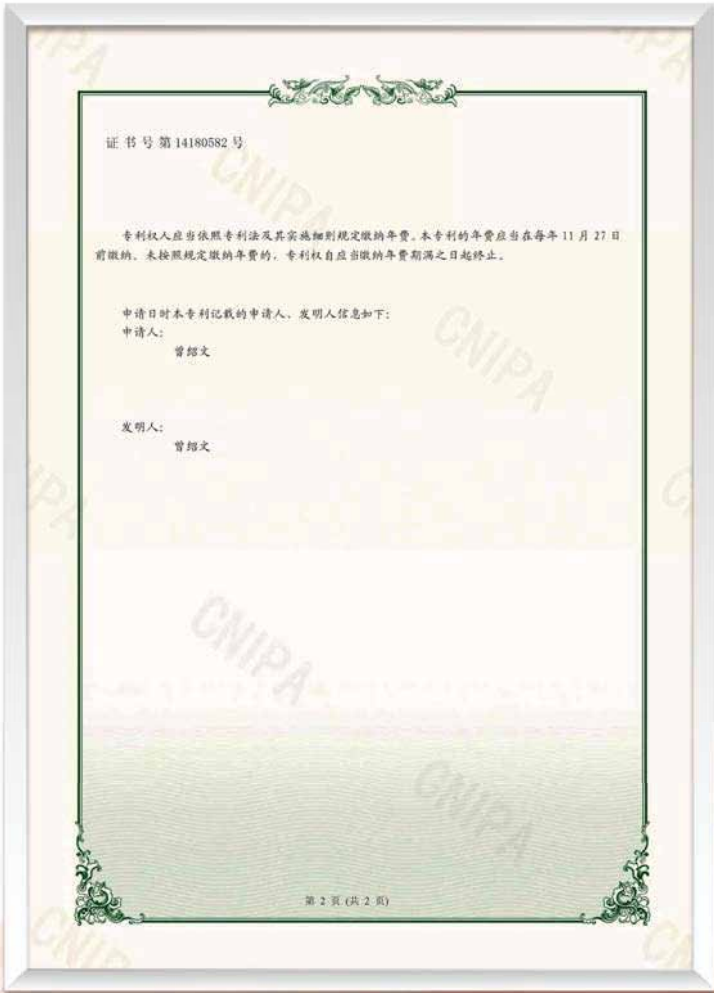 证书号第14180582号
专利权人应当依照专利法及其实施细则规定缴纳年费。本专利的年费应当在每年 11 月 27 日
前缴纳。未按照规定缴纳年费的，专利权自应当缴纳年费期满之日起终止。
申请日时本专利记载的申请人、发明人信息如下：
申请人：
曾绍文
发明人：
曾绍文
第 2 页 (共 2 页)
CNIPA
CNIPA
CNIPA
CNIPA